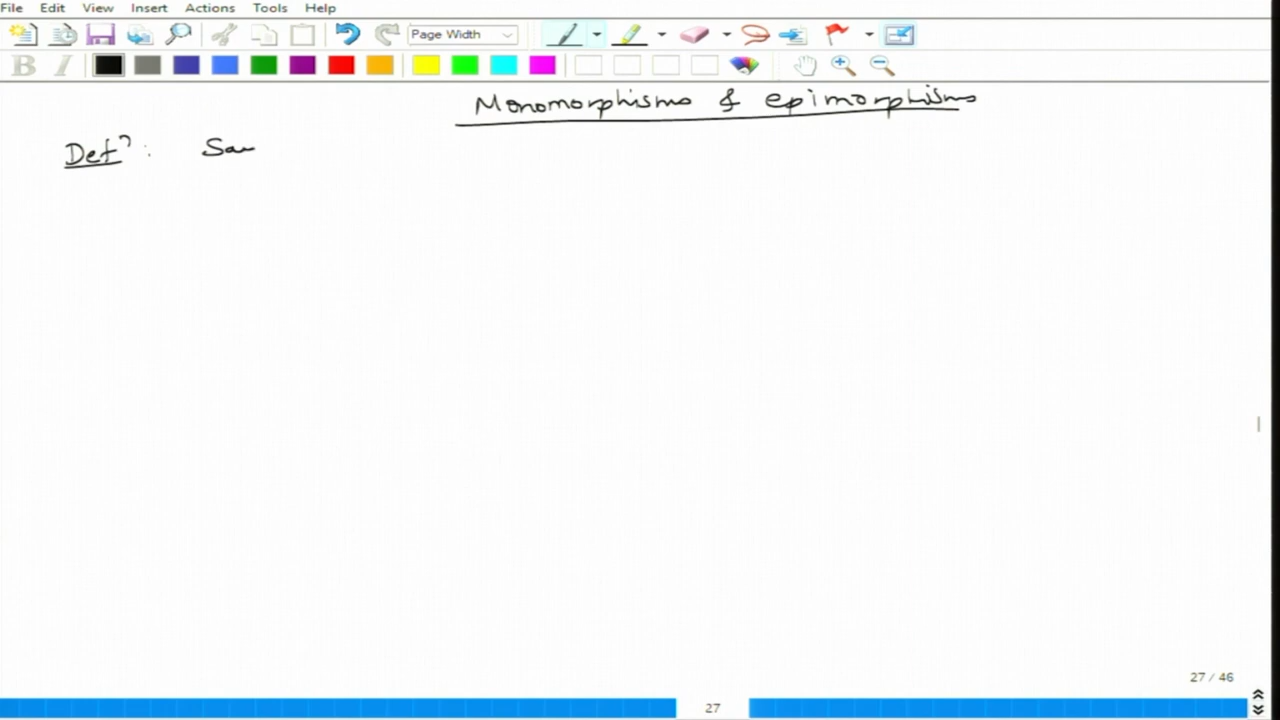 File Edit View Insert Actions Tools Help
Page Width
B I
Monomorphisms & epimorphisms
Defn:
27 / 46
27